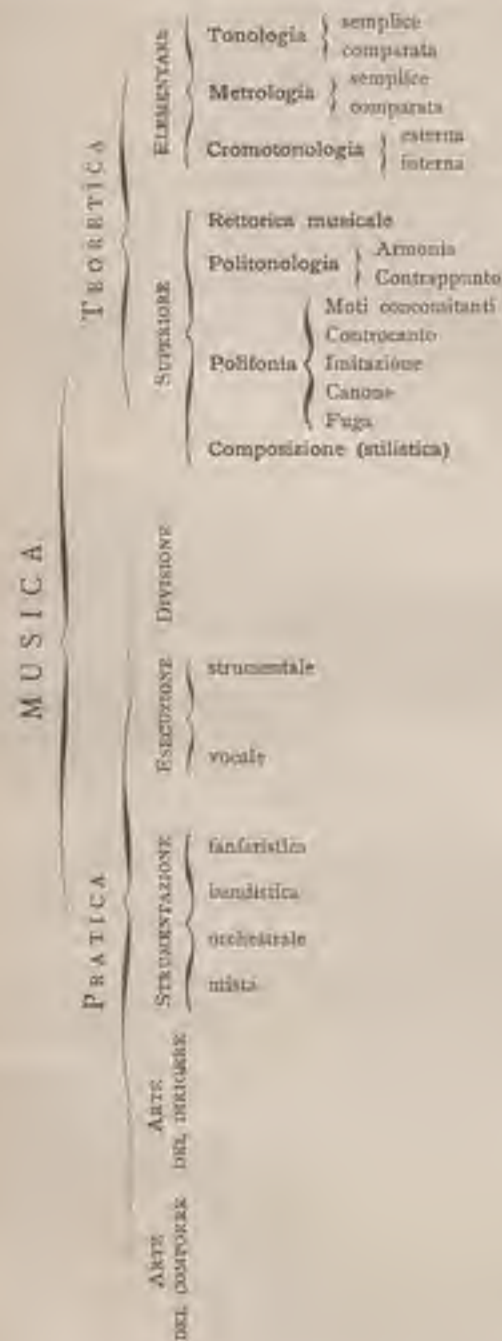 MUSICA
TEORETICA
ELEMENTARE
Tonologia
semplice
comparata
Metrologia
semplice
comparata
Cromotonologia
esterna
interna
SUPERIORE
Rettorica musicale
Politonologia
Armonia
Contrappunto
Polifonia
Moti concomitanti
Controcanto
Imitazione
Canone
Fuga
Composizione (stilistica)
PRATICA
DIVISIONE
ESECUZIONE
strumentale
vocale
STRUMENTAZIONE
fanfaristica
bandistica
orchestrale
mista
ARTE
DEL DIRIGERE
ARTE
DEL COMPORRE